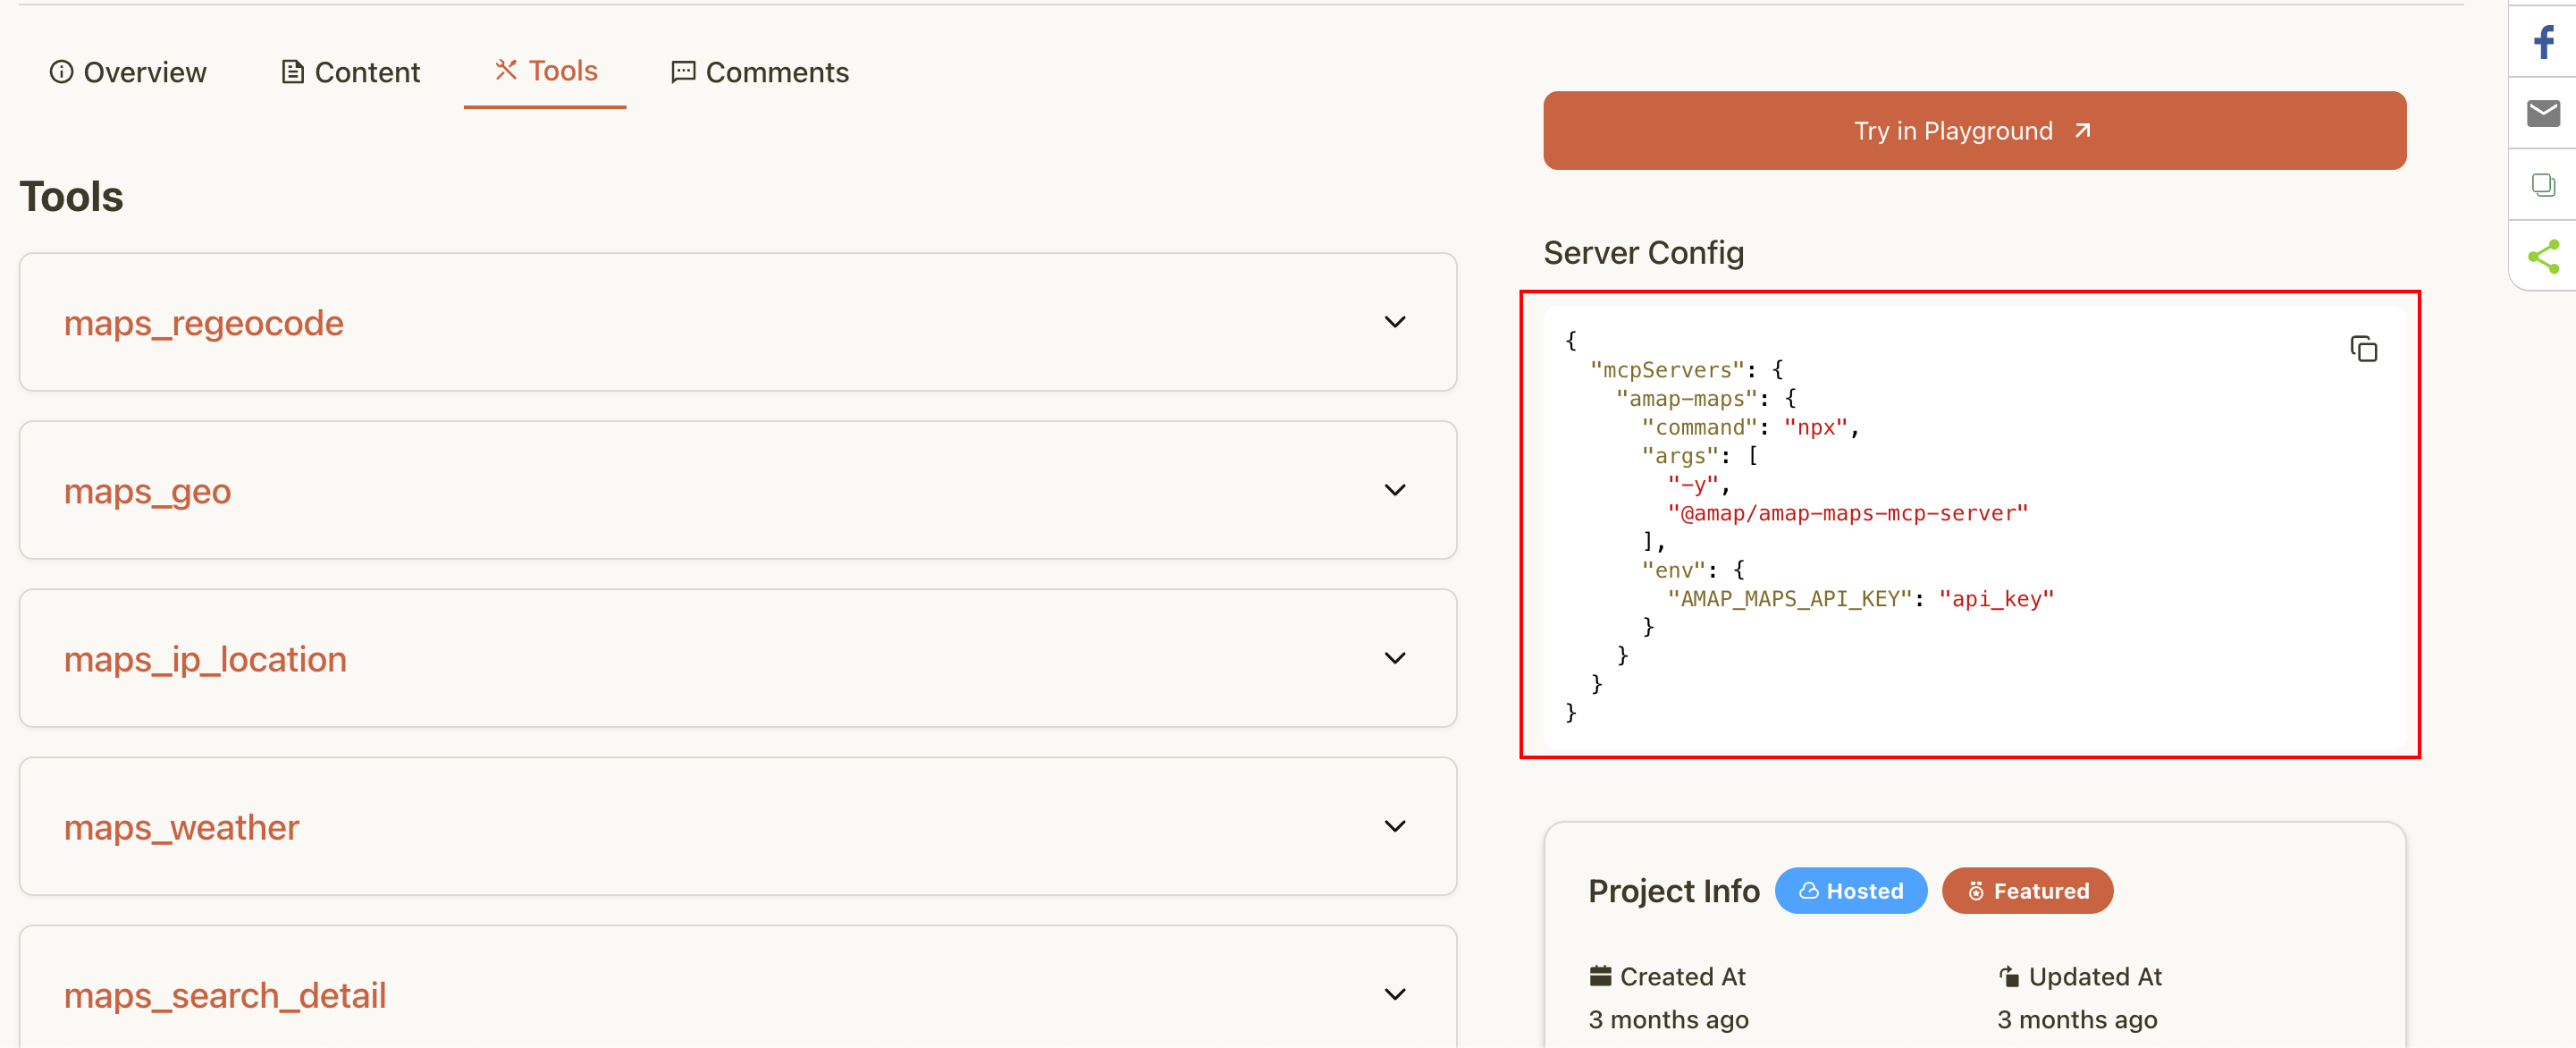 Overview
Content
Tools
Comments
Tools
maps_regeocode
maps_geo
maps_ip_location
maps_weather
maps_search_detail
Try in Playground
Server Config
{
  "mcpServers": {
    "amap-maps": {
      "command": "npx",
      "args": [
        "-y",
        "@amap/amap-maps-mcp-server"
      ],
      "env": {
        "AMAP_MAPS_API_KEY": "api_key"
      }
    }
  }
}
Project Info Hosted Featured
Created At
3 months ago
Updated At
3 months ago